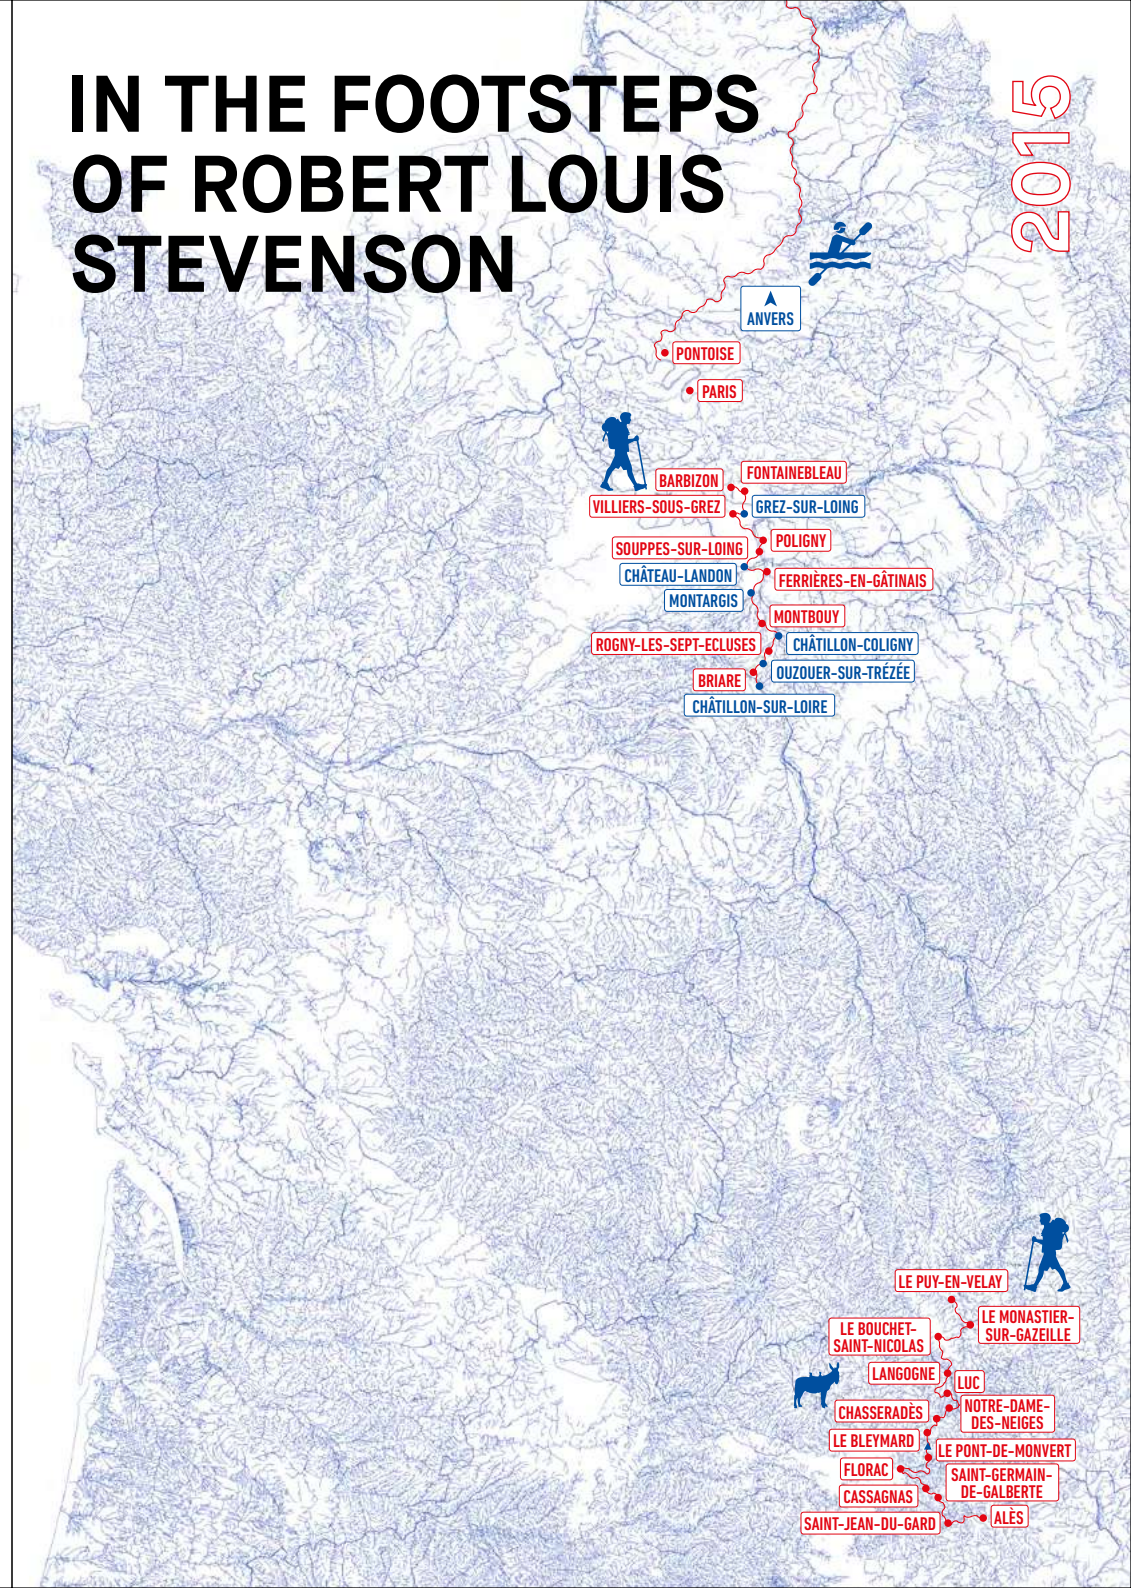 IN THE FOOTSTEPS
OF ROBERT LOUIS
STEVENSON
2015
ANVERS
PONTOISE
PARIS
FONTAINEBLEAU
BARBIZON
VILLIERS-SOUS-GREZ
GREZ-SUR-LOING
POLIGNY
SOUPPES-SUR-LOING
CHÂTEAU-LANDON
FERRIÈRES-EN-GÂTINAIS
MONTARGIS
MONTBOUY
ROGNY-LES-SEPT-ECLUSES
CHÂTILLON-COLIGNY
OUZOUER-SUR-TRÉZÉE
BRIARE
CHÂTILLON-SUR-LOIRE
LE PUY-EN-VELAY
LE MONASTIER-
SUR-GAZEILLE
LE BOUCHET-
SAINT-NICOLAS
LANGOGNE
LUC
NOTRE-DAME-
DES-NEIGES
CHASSERADÈS
LE BLEYMARD
LE PONT-DE-MONVERT
FLORAC
SAINT-GERMAIN-
DE-GALBERTE
CASSAGNAS
SAINT-JEAN-DU-GARD
ALÈS